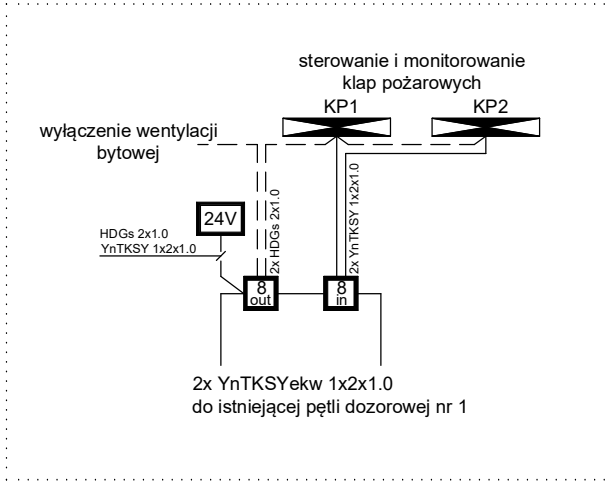 sterowanie i monitorowanie
klap pożarowych
KP1
KP2
wyłączenie wentylacji
bytowej
24V
HDGs 2x1.0
YnTKSY 1x2x1.0
2x HDGs 2x1.0
2x YnTKSY 1x2x1.0
8
out
8
in
2x YnTKSYekw 1x2x1.0
do istniejącej pętli dozorowej nr 1